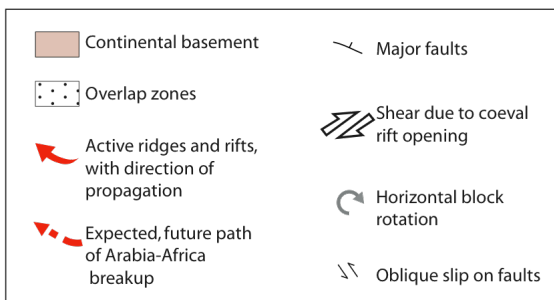 Continental basement
Overlap zones
Active ridges and rifts,
with direction of
propagation
Expected, future path
of Arabia-Africa
breakup
Major faults
Shear due to coeval
rift opening
Horizontal block
rotation
Oblique slip on faults